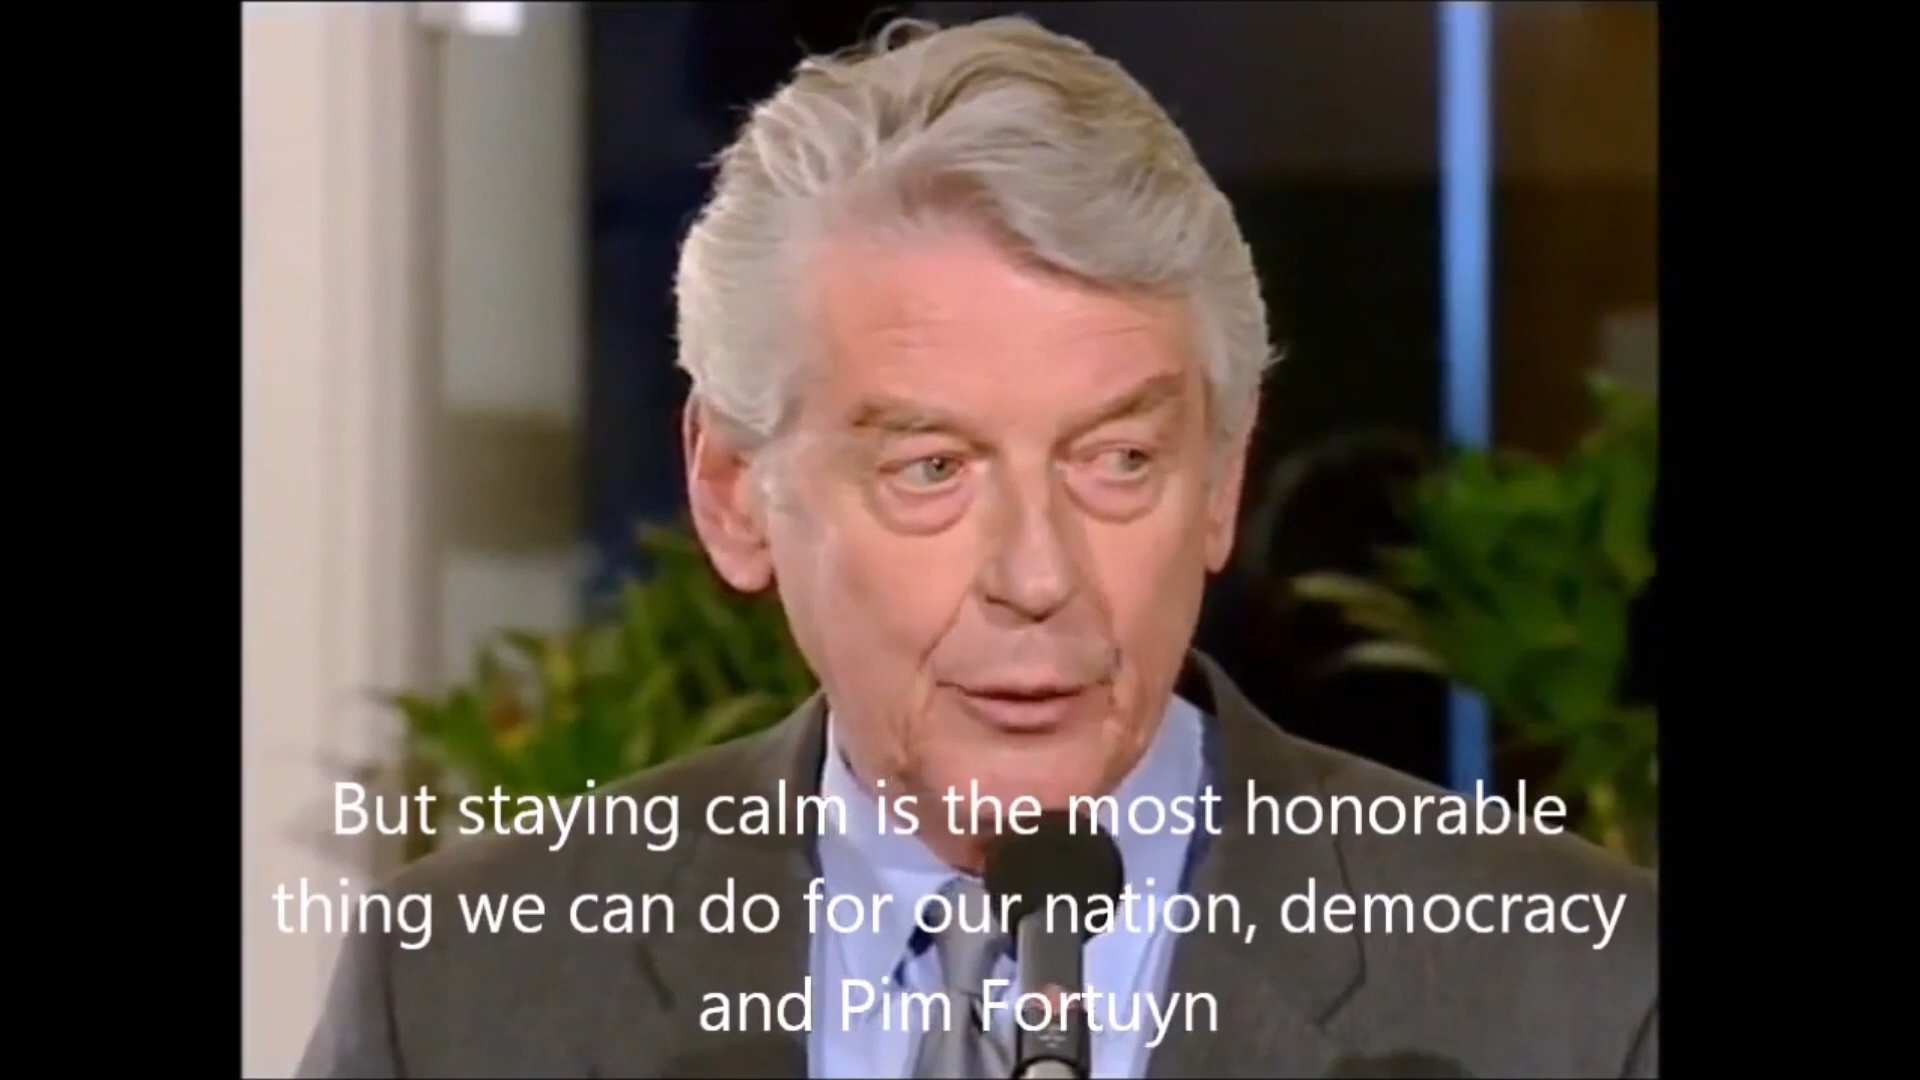 But staying calm is the most honorable
thing we can do for our nation, democracy
and Pim Fortuyn